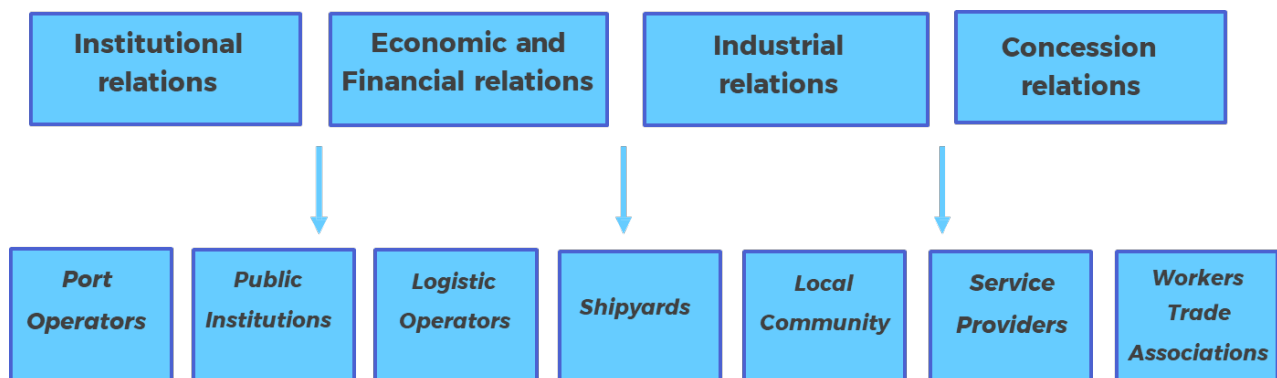 Institutional
relations
Economic and
Financial relations
Industrial
relations
Concession
relations
Port
Operators
Public
Institutions
Logistic
Operators
Shipyards
Local
Community
Service
Providers
Workers
Trade
Associations